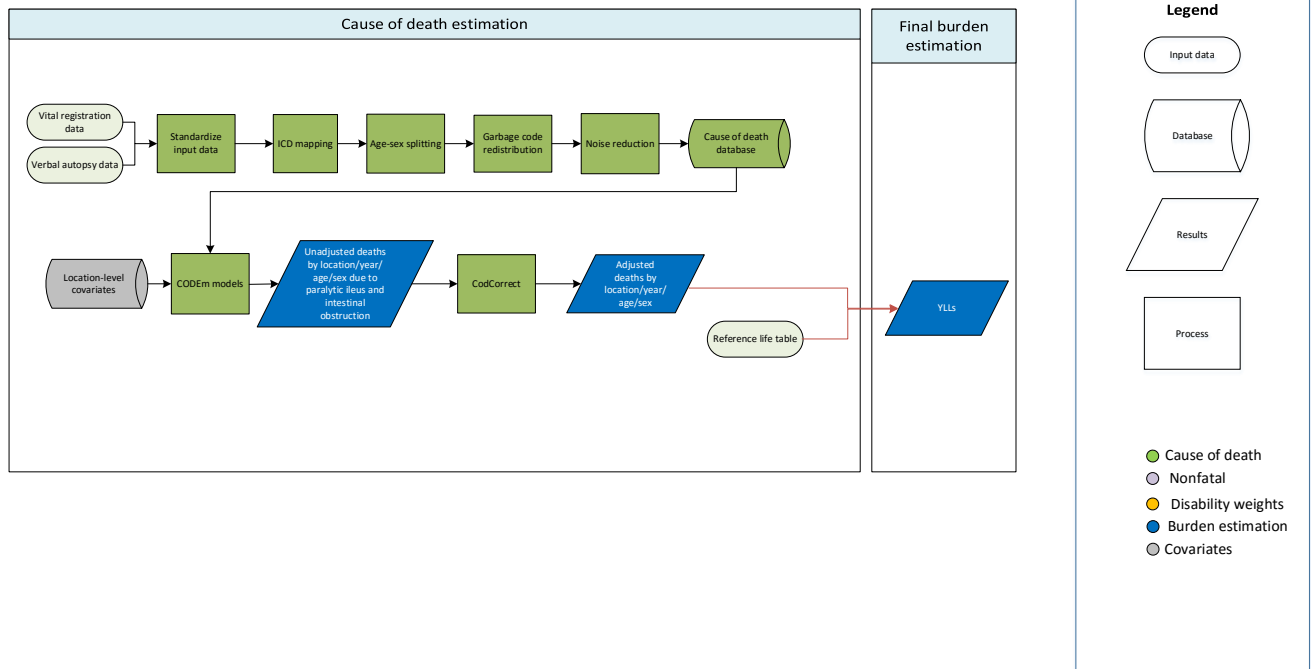 Cause of death estimation
Final burden
estimation
Legend
Input data
Database
Results
Process
Vital registration
data
Verbal autopsy data
Standardize
input data
ICD mapping
Age-sex splitting
Garbage code
redistribution
Noise reduction
Cause of death
database
Location-level
covariates
CODEm models
Unadjusted deaths
by location/year/
age/sex due to
paralytic ileus and
intestinal
obstruction
CodCorrect
Adjusted
deaths by
location/year/
age/sex
Reference life table
YLLs
Cause of death
Nonfatal
Disability weights
Burden estimation
Covariates